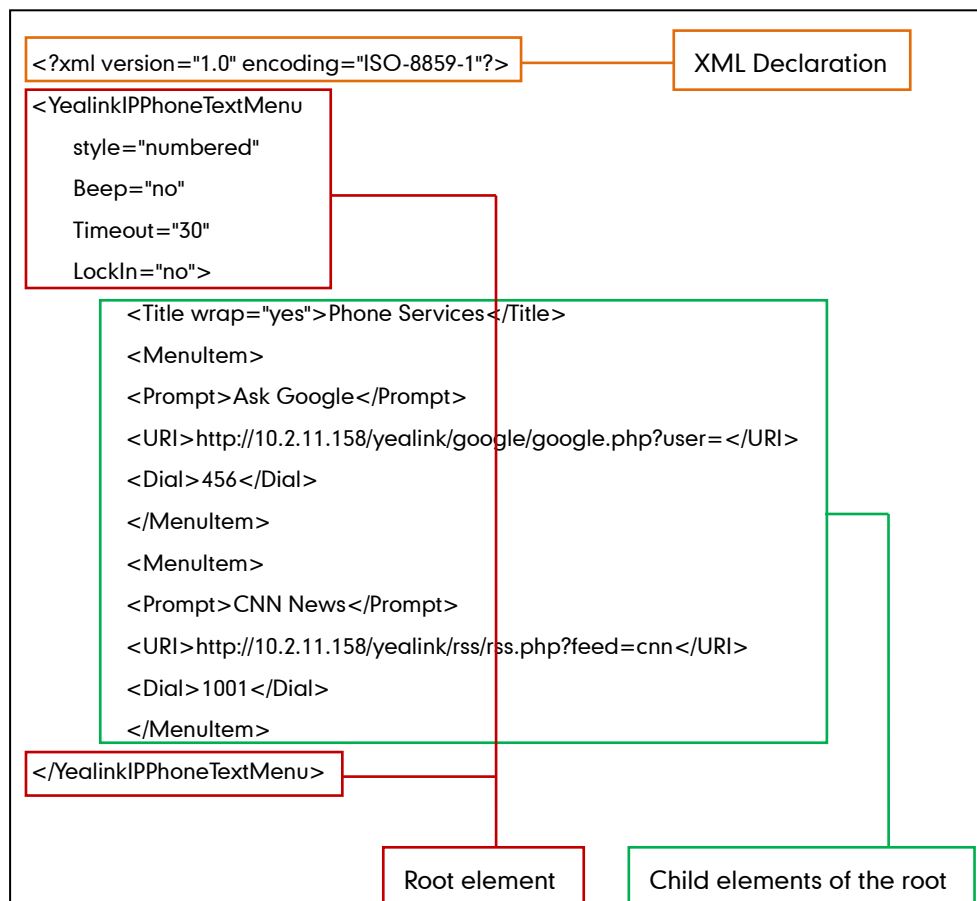 <?xml version="1.0" encoding="ISO-8859-1"?>
XML Declaration
<YealinkIPPhoneTextMenu
style="numbered"
Beep="no"
Timeout="30"
LockIn="no">
<Title wrap="yes">Phone Services</Title>
<MenuItem>
<Prompt>Ask Google</Prompt>
<URI>http://10.2.11.158/yealink/google/google.php?user=</URI>
<Dial>456</Dial>
</MenuItem>
<MenuItem>
<Prompt>CNN News</Prompt>
<URI>http://10.2.11.158/yealink/rss/rss.php?feed=cnn</URI>
<Dial>1001</Dial>
</MenuItem>
</YealinkIPPhoneTextMenu>
Root element
Child elements of the root